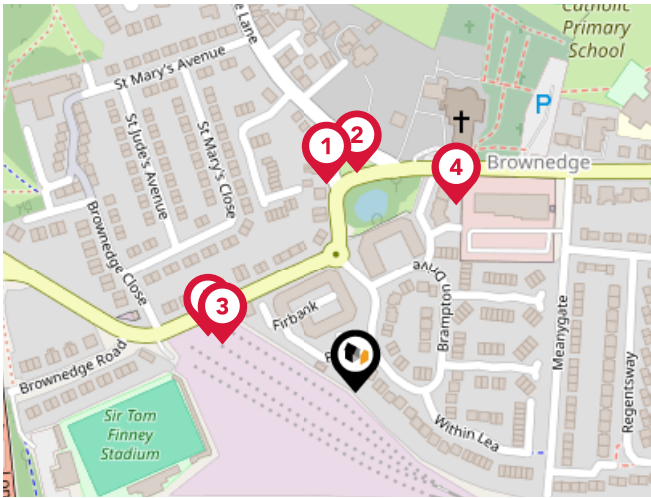 Catholic
Primary
School
e Lane
St Mary's Avenue
P
1
2
St Jude's Avenue
St Mary's Close
4
Brownedge
Brownedge Close
Brampton Drive
3
Firbank
Meanygate
Regentsway
Brownedge Road
Sir Tom
Finney
Stadium
Within Lea